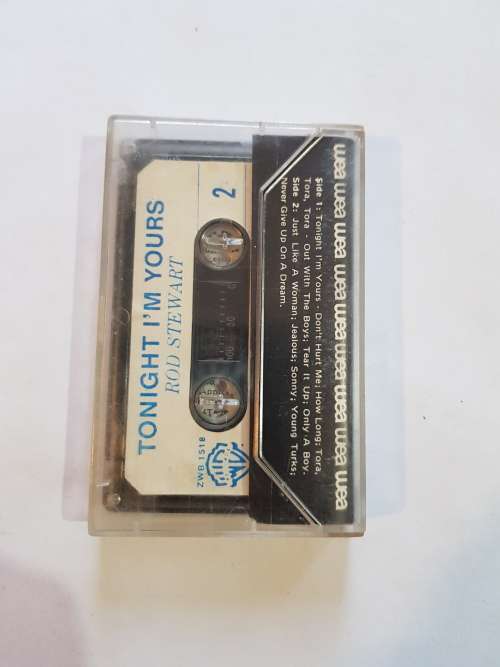 TONIGHT I'M YOURS
ROD STEWART
2
ZWB 1518
wea wea wea wea wea wea wea wea wea
Side 1: Tonight I'm Yours - Don't Hurt Me; How Long; Tora,
Tora, Tora - Out With The Boys; Tear It Up; Only A Boy.
Side 2: Just Like A Woman; Jealous; Sonny; Young Turks;
Never Give Up On A Dream.